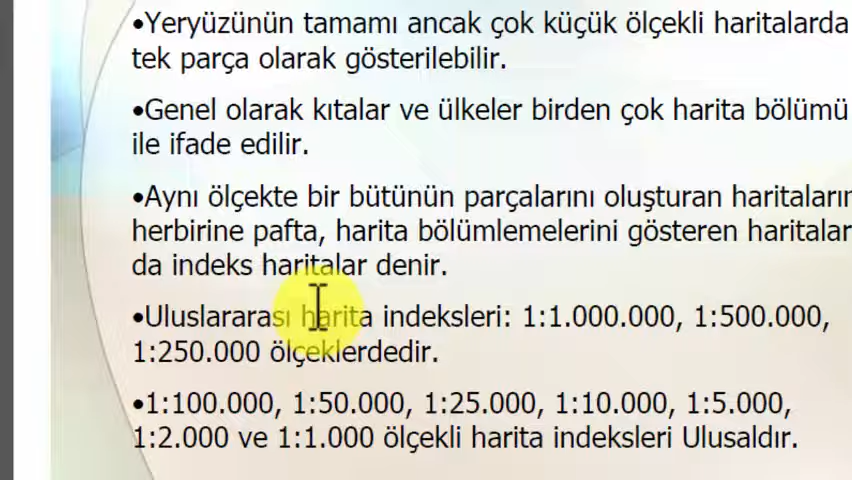 •Yeryüzünün tamamı ancak çok küçük ölçekli haritalarda
tek parça olarak gösterilebilir.
•Genel olarak kıtalar ve ülkeler birden çok harita bölümü
ile ifade edilir.
•Aynı ölçekte bir bütünün parçalarını oluşturan haritaların
herbirine pafta, harita bölümlemelerini gösteren haritalar
da indeks haritalar denir.
•Uluslararası harita indeksleri: 1:1.000.000, 1:500.000,
1:250.000 ölçeklerdedir.
•1:100.000, 1:50.000, 1:25.000, 1:10.000, 1:5.000,
1:2.000 ve 1:1.000 ölçekli harita indeksleri Ulusaldır.